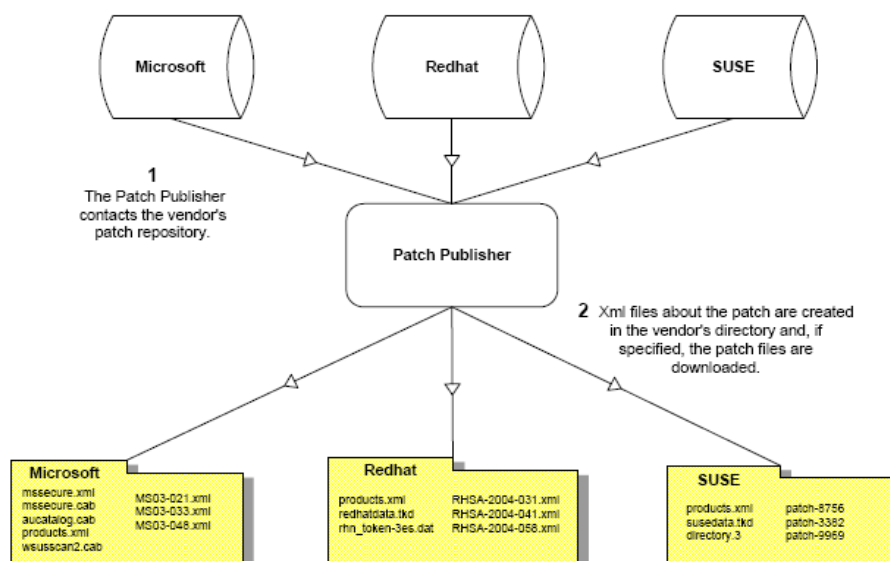 Microsoft
Redhat
SUSE
1
The Patch Publisher
contacts the vendor's
patch repository.
Patch Publisher
2 Xml files about the patch are created
in the vendor's directory and, if
specified, the patch files are
downloaded.
Microsoft
mssecure.xml
mssecure.cab
aucatalog.cab
products.xml
wsusscan2.cab
MS03-021.xml
MS03-033.xml
MS03-048.xml
Redhat
products.xml
redhatdata.tkd
rhn_token-3es.dat
RHSA-2004-031.xml
RHSA-2004-041.xml
RHSA-2004-058.xml
SUSE
products.xml
susedata.tkd
directory.3
patch-8756
patch-3382
patch-9969